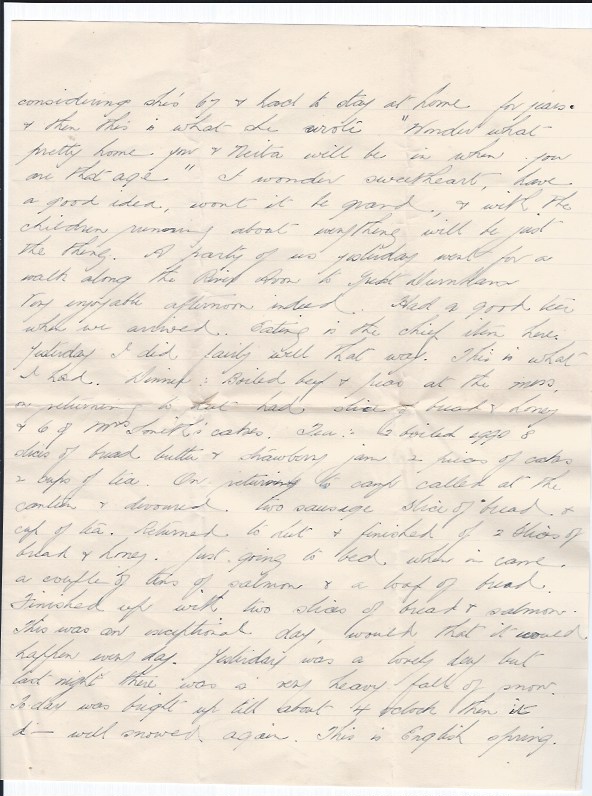 considering she's 67 & had to stay at home for years.
& then this is what she wrote "Wonder what
pretty home you & Neita will be in when you
are that age" I wonder sweetheart, have
a good idea, wont it be grand, & with the
children running about everything will be just
the thing. A party of us yesterday went for a
walk along the River Avon to Great Durnham
Very enjoyable afternoon indeed. Had a good tea
when we arrived. Eating is the chief item here.
Yesterday I did fairly well that way. This is what
I had. Dinner: Boiled beef & peas at the mess,
on returning to hut had slice of bread & honey
& 6 of Mrs Smith's cakes. Tea:- 2 boiled eggs 8
slices of bread butter & strawberry jam 2 pieces of cake
2 cups of tea. On returning to camp called at the
canteen & devoured two sausage slice of bread &
cup of tea. Returned to hut & finished of 2 slices of
bread & honey. Just going to bed when in came
a couple of tins of salmon & a loaf of bread.
Finished up with two slices of bread & salmon.
This was an exceptional day, would that it would
happen every day. Yesterday was a lovely day but
last night there was a very heavy fall of snow.
To day was bright up till about 4 oclock then it
d— well snowed again. This is English spring.